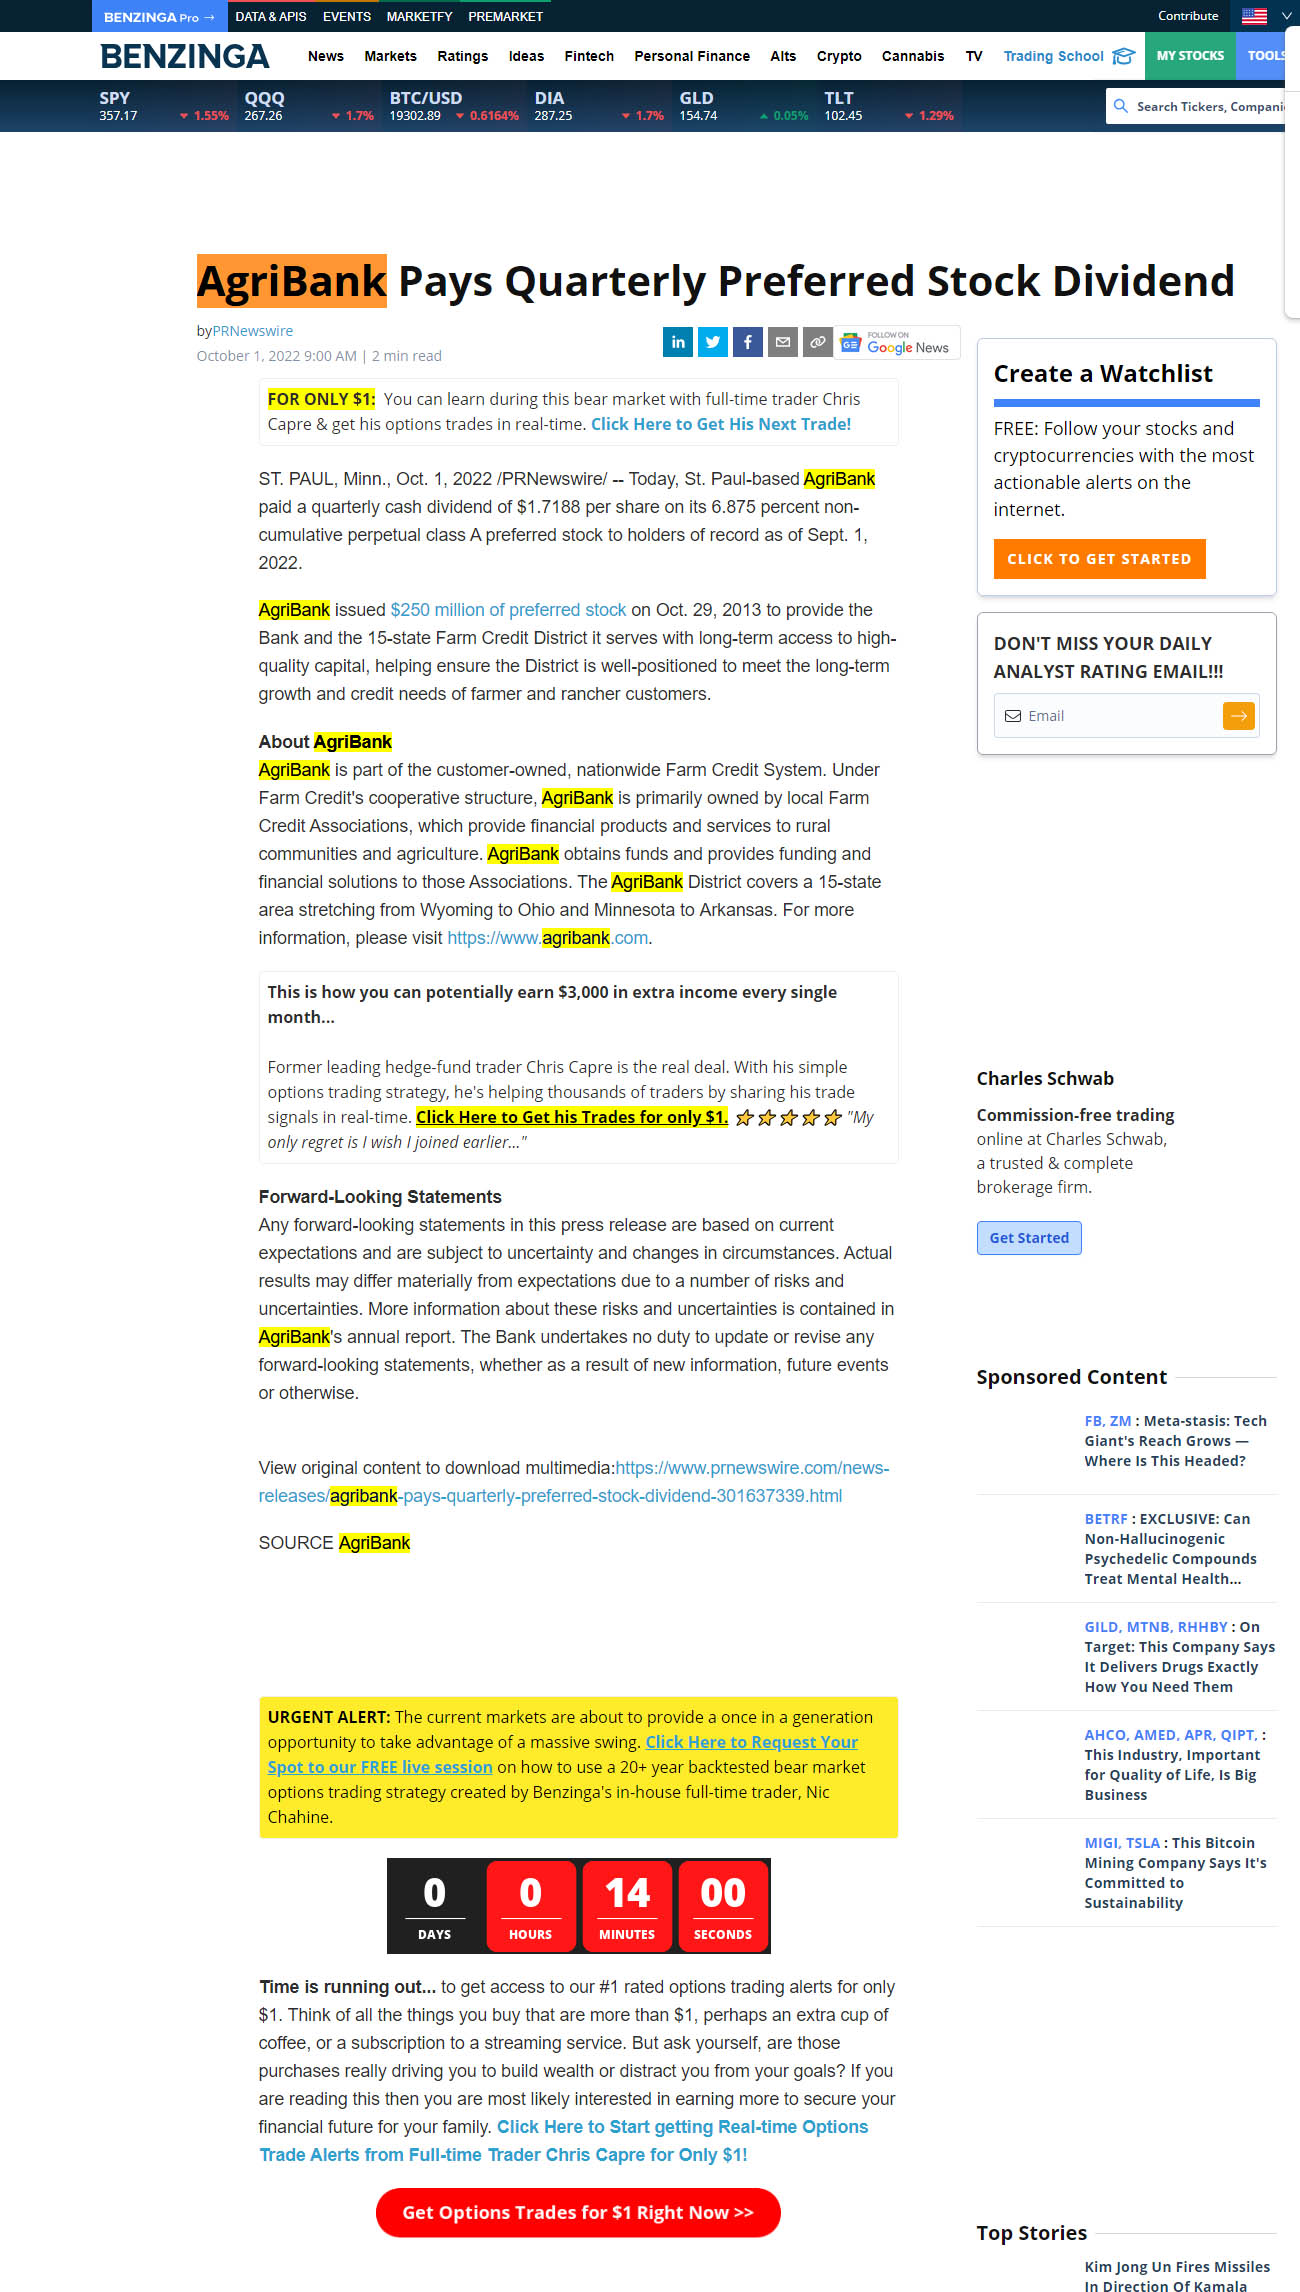 BENZINGA Pro →
DATA & APIS EVENTS MARKETFY PREMARKET
Contribute
BENZINGA
News Markets Ratings Ideas Fintech Personal Finance Alts Crypto Cannabis TV Trading School MY STOCKS TOOLS
SPY QQQ BTC/USD DIA GLD TLT
357.17 ▼ 1.55% 267.26 ▼ 1.7% 19302.89 ▼ 0.6164% 287.25 ▼ 1.7% 154.74 ▲ 0.05% 102.45 ▼ 1.29%
Search Tickers, Compani
AgriBank Pays Quarterly Preferred Stock Dividend
byPRNewswire
October 1, 2022 9:00 AM | 2 min read
FOLLOW ON
Google News
FOR ONLY $1: You can learn during this bear market with full-time trader Chris
Capre & get his options trades in real-time. Click Here to Get His Next Trade!
ST. PAUL, Minn., Oct. 1, 2022 /PRNewswire/ -- Today, St. Paul-based AgriBank
paid a quarterly cash dividend of $1.7188 per share on its 6.875 percent non-
cumulative perpetual class A preferred stock to holders of record as of Sept. 1,
2022.
AgriBank issued $250 million of preferred stock on Oct. 29, 2013 to provide the
Bank and the 15-state Farm Credit District it serves with long-term access to high-
quality capital, helping ensure the District is well-positioned to meet the long-term
growth and credit needs of farmer and rancher customers.
About AgriBank
AgriBank is part of the customer-owned, nationwide Farm Credit System. Under
Farm Credit's cooperative structure, AgriBank is primarily owned by local Farm
Credit Associations, which provide financial products and services to rural
communities and agriculture. AgriBank obtains funds and provides funding and
financial solutions to those Associations. The AgriBank District covers a 15-state
area stretching from Wyoming to Ohio and Minnesota to Arkansas. For more
information, please visit https://www.agribank.com.
This is how you can potentially earn $3,000 in extra income every single
month...
Former leading hedge-fund trader Chris Capre is the real deal. With his simple
options trading strategy, he's helping thousands of traders by sharing his trade
signals in real-time. Click Here to Get his Trades for only $1. ⭐⭐⭐⭐⭐ "My
only regret is I wish I joined earlier..."
Forward-Looking Statements
Any forward-looking statements in this press release are based on current
expectations and are subject to uncertainty and changes in circumstances. Actual
results may differ materially from expectations due to a number of risks and
uncertainties. More information about these risks and uncertainties is contained in
AgriBank's annual report. The Bank undertakes no duty to update or revise any
forward-looking statements, whether as a result of new information, future events
or otherwise.
View original content to download multimedia:https://www.prnewswire.com/news-
releases/agribank-pays-quarterly-preferred-stock-dividend-301637339.html
SOURCE AgriBank
URGENT ALERT: The current markets are about to provide a once in a generation
opportunity to take advantage of a massive swing. Click Here to Request Your
Spot to our FREE live session on how to use a 20+ year backtested bear market
options trading strategy created by Benzinga's in-house full-time trader, Nic
Chahine.
0 0 14 00
DAYS HOURS MINUTES SECONDS
Time is running out... to get access to our #1 rated options trading alerts for only
$1. Think of all the things you buy that are more than $1, perhaps an extra cup of
coffee, or a subscription to a streaming service. But ask yourself, are those
purchases really driving you to build wealth or distract you from your goals? If you
are reading this then you are most likely interested in earning more to secure your
financial future for your family. Click Here to Start getting Real-time Options
Trade Alerts from Full-time Trader Chris Capre for Only $1!
Get Options Trades for $1 Right Now >>
Create a Watchlist
FREE: Follow your stocks and
cryptocurrencies with the most
actionable alerts on the
internet.
CLICK TO GET STARTED
DON'T MISS YOUR DAILY
ANALYST RATING EMAIL!!!
Email
Charles Schwab
Commission-free trading
online at Charles Schwab,
a trusted & complete
brokerage firm.
Get Started
Sponsored Content
FB, ZM : Meta-stasis: Tech
Giant's Reach Grows —
Where Is This Headed?
BETRF : EXCLUSIVE: Can
Non-Hallucinogenic
Psychedelic Compounds
Treat Mental Health...
GILD, MTNB, RHHBY : On
Target: This Company Says
It Delivers Drugs Exactly
How You Need Them
AHCO, AMED, APR, QIPT, :
This Industry, Important
for Quality of Life, Is Big
Business
MIGI, TSLA : This Bitcoin
Mining Company Says It's
Committed to
Sustainability
Top Stories
Kim Jong Un Fires Missiles
In Direction Of Kamala